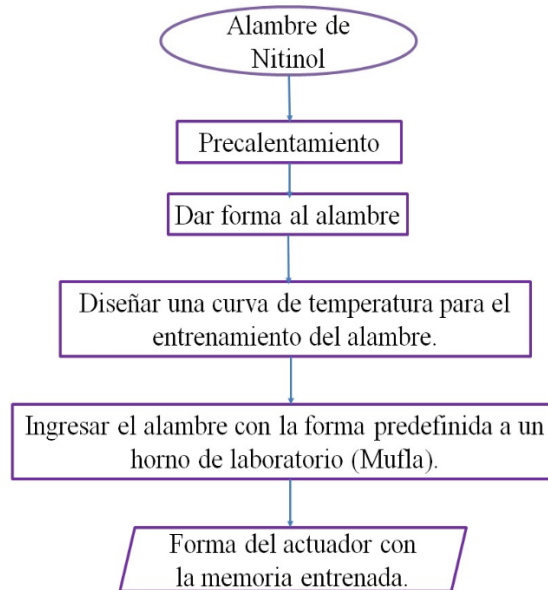 Alambre de
Nitinol
Precalentamiento
Dar forma al alambre
Diseñar una curva de temperatura para el
entrenamiento del alambre.
Ingresar el alambre con la forma predefinida a un
horno de laboratorio (Mufla).
Forma del actuador con
la memoria entrenada.